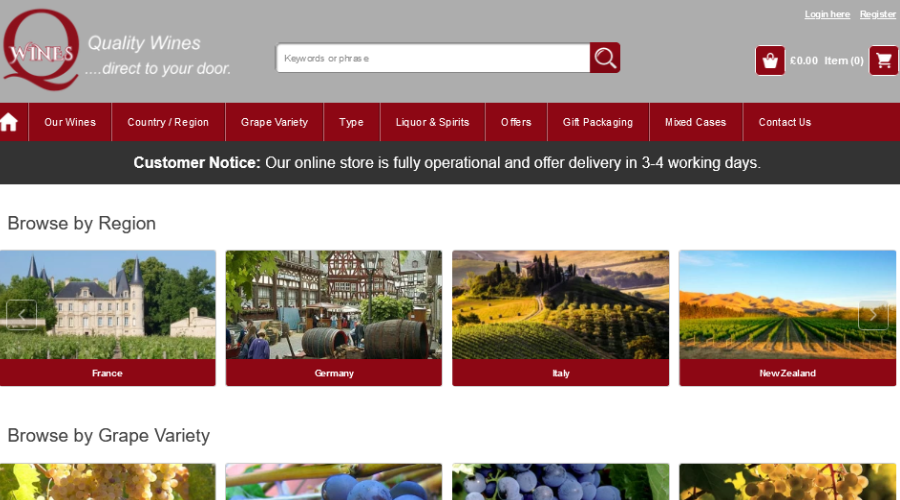 Login here Register
Q WINES
Quality Wines
....direct to your door.
Keywords or phrase
£0.00 Item (0)
Our Wines Country / Region Grape Variety Type Liquor & Spirits Offers Gift Packaging Mixed Cases Contact Us
Customer Notice: Our online store is fully operational and offer delivery in 3-4 working days.
Browse by Region
France Germany Italy New Zealand
Browse by Grape Variety